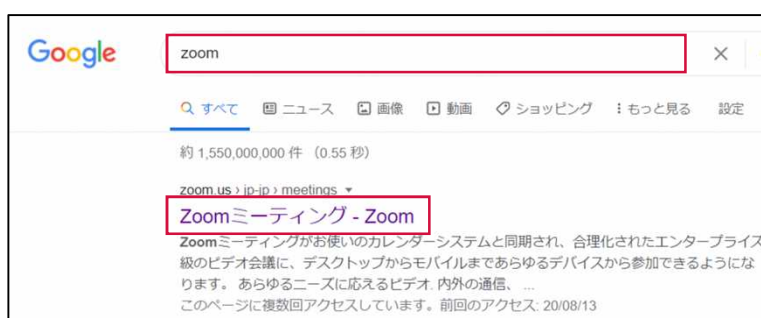 Google
zoom
すべて ニュース 画像 動画 ショッピング もっと見る 設定
約 1,550,000,000 件 （0.55 秒）
zoom.us › jp-jp › meetings
Zoomミーティング - Zoom
Zoomミーティングがお使いのカレンダーシステムと同期され、合理化されたエンタープライズ
級のビデオ会議に、デスクトップからモバイルまであらゆるデバイスから参加できるようにな
ります。 あらゆるニーズに応えるビデオ. 内外の通信、 ...
このページに複数回アクセスしています。前回のアクセス: 20/08/13